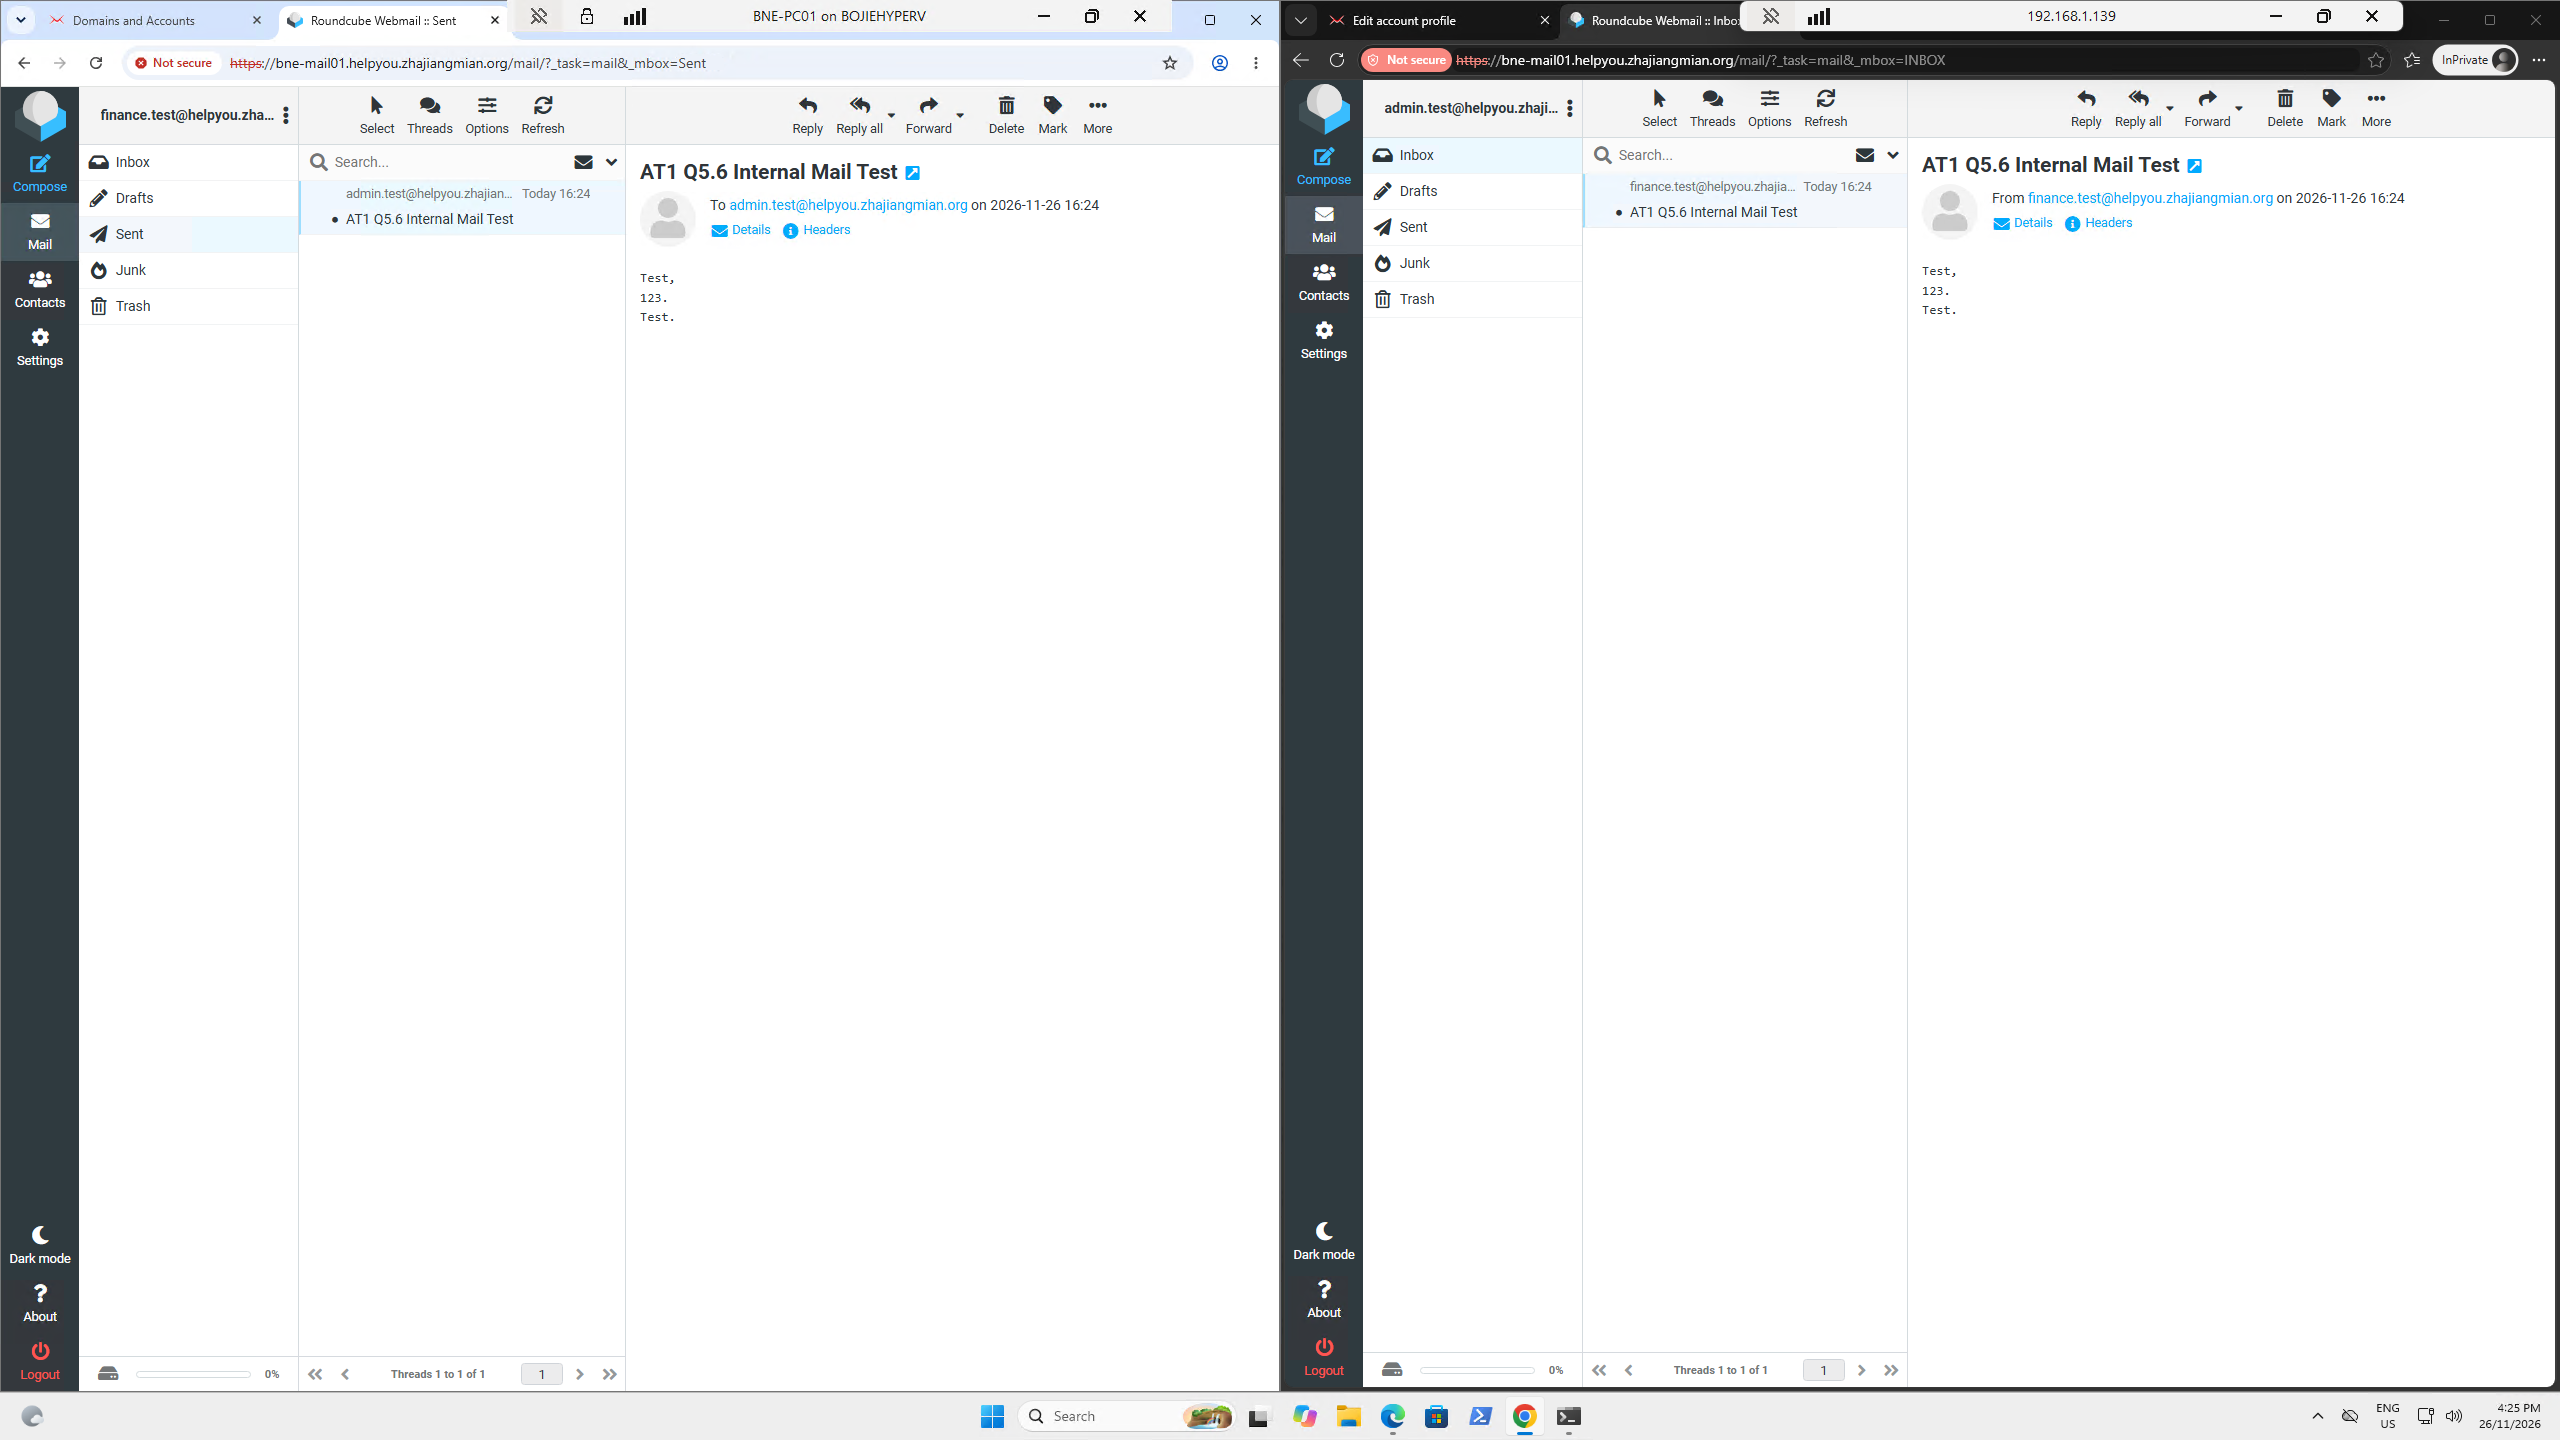 Domains and Accounts
Roundcube Webmail :: Sent
BNE-PC01 on BOJIEHYPERV
Not secure
https://bne-mail01.helpyou.zhajiangmian.org/mail/?_task=mail&_mbox=Sent
finance.test@helpyou.zha...
Select
Threads
Options
Refresh
Reply
Reply all
Forward
Delete
Mark
More
Compose
Mail
Contacts
Settings
Inbox
Drafts
Sent
Junk
Trash
Search...
admin.test@helpyou.zhajian...
Today 16:24
• AT1 Q5.6 Internal Mail Test
AT1 Q5.6 Internal Mail Test
To admin.test@helpyou.zhajiangmian.org on 2026-11-26 16:24
Details
Headers
Test,
123.
Test.
Dark mode
About
Logout
0%
Threads 1 to 1 of 1
1
Edit account profile
Roundcube Webmail :: Inbo
192.168.1.139
Not secure
https://bne-mail01.helpyou.zhajiangmian.org/mail/?_task=mail&_mbox=INBOX
InPrivate
admin.test@helpyou.zhaji...
Select
Threads
Options
Refresh
Reply
Reply all
Forward
Delete
Mark
More
Compose
Mail
Contacts
Settings
Inbox
Drafts
Sent
Junk
Trash
Search...
finance.test@helpyou.zhajia...
Today 16:24
• AT1 Q5.6 Internal Mail Test
AT1 Q5.6 Internal Mail Test
From finance.test@helpyou.zhajiangmian.org on 2026-11-26 16:24
Details
Headers
Test,
123.
Test.
Dark mode
About
Logout
0%
Threads 1 to 1 of 1
1
Search
ENG
US
4:25 PM
26/11/2026